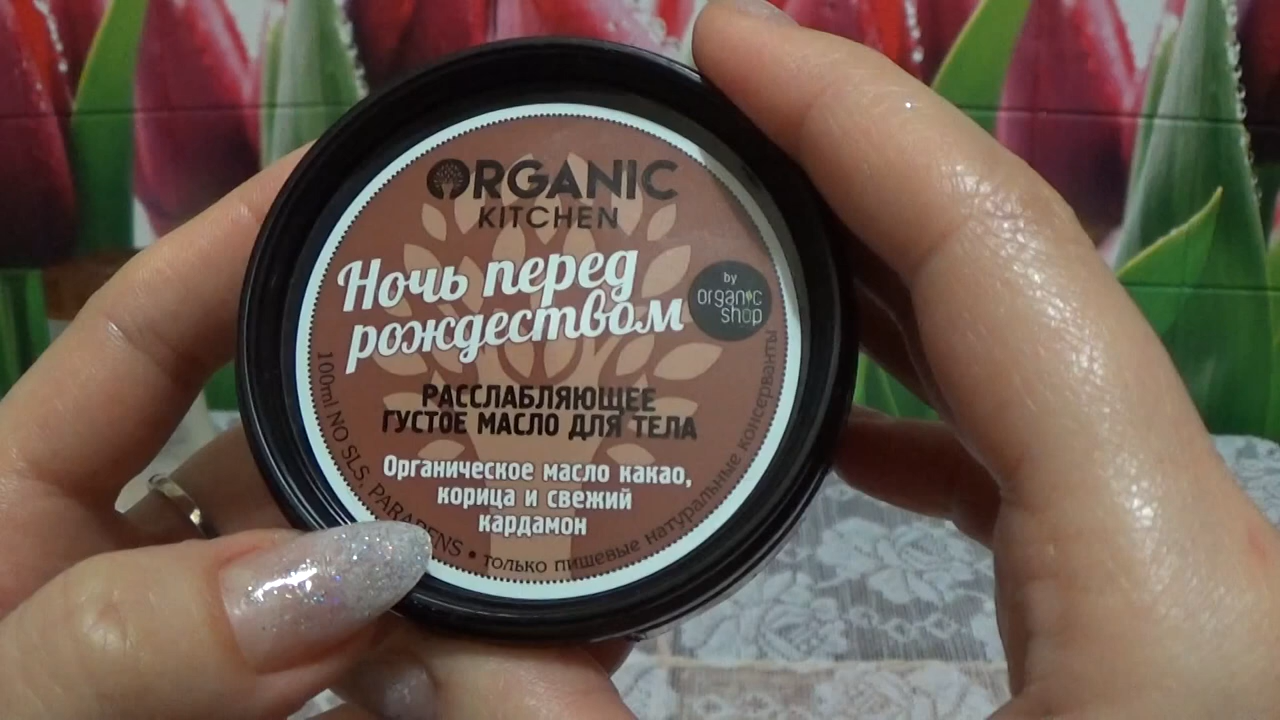 ORGANIC
KITCHEN
Ночь перед
рождеством
by
organic
shop
РАССЛАБЛЯЮЩЕЕ
ГУСТОЕ МАСЛО ДЛЯ ТЕЛА
Органическое масло какао,
корица и свежий
кардамон
100ml NO SLS, PARABENS • только пищевые натуральные консерванты